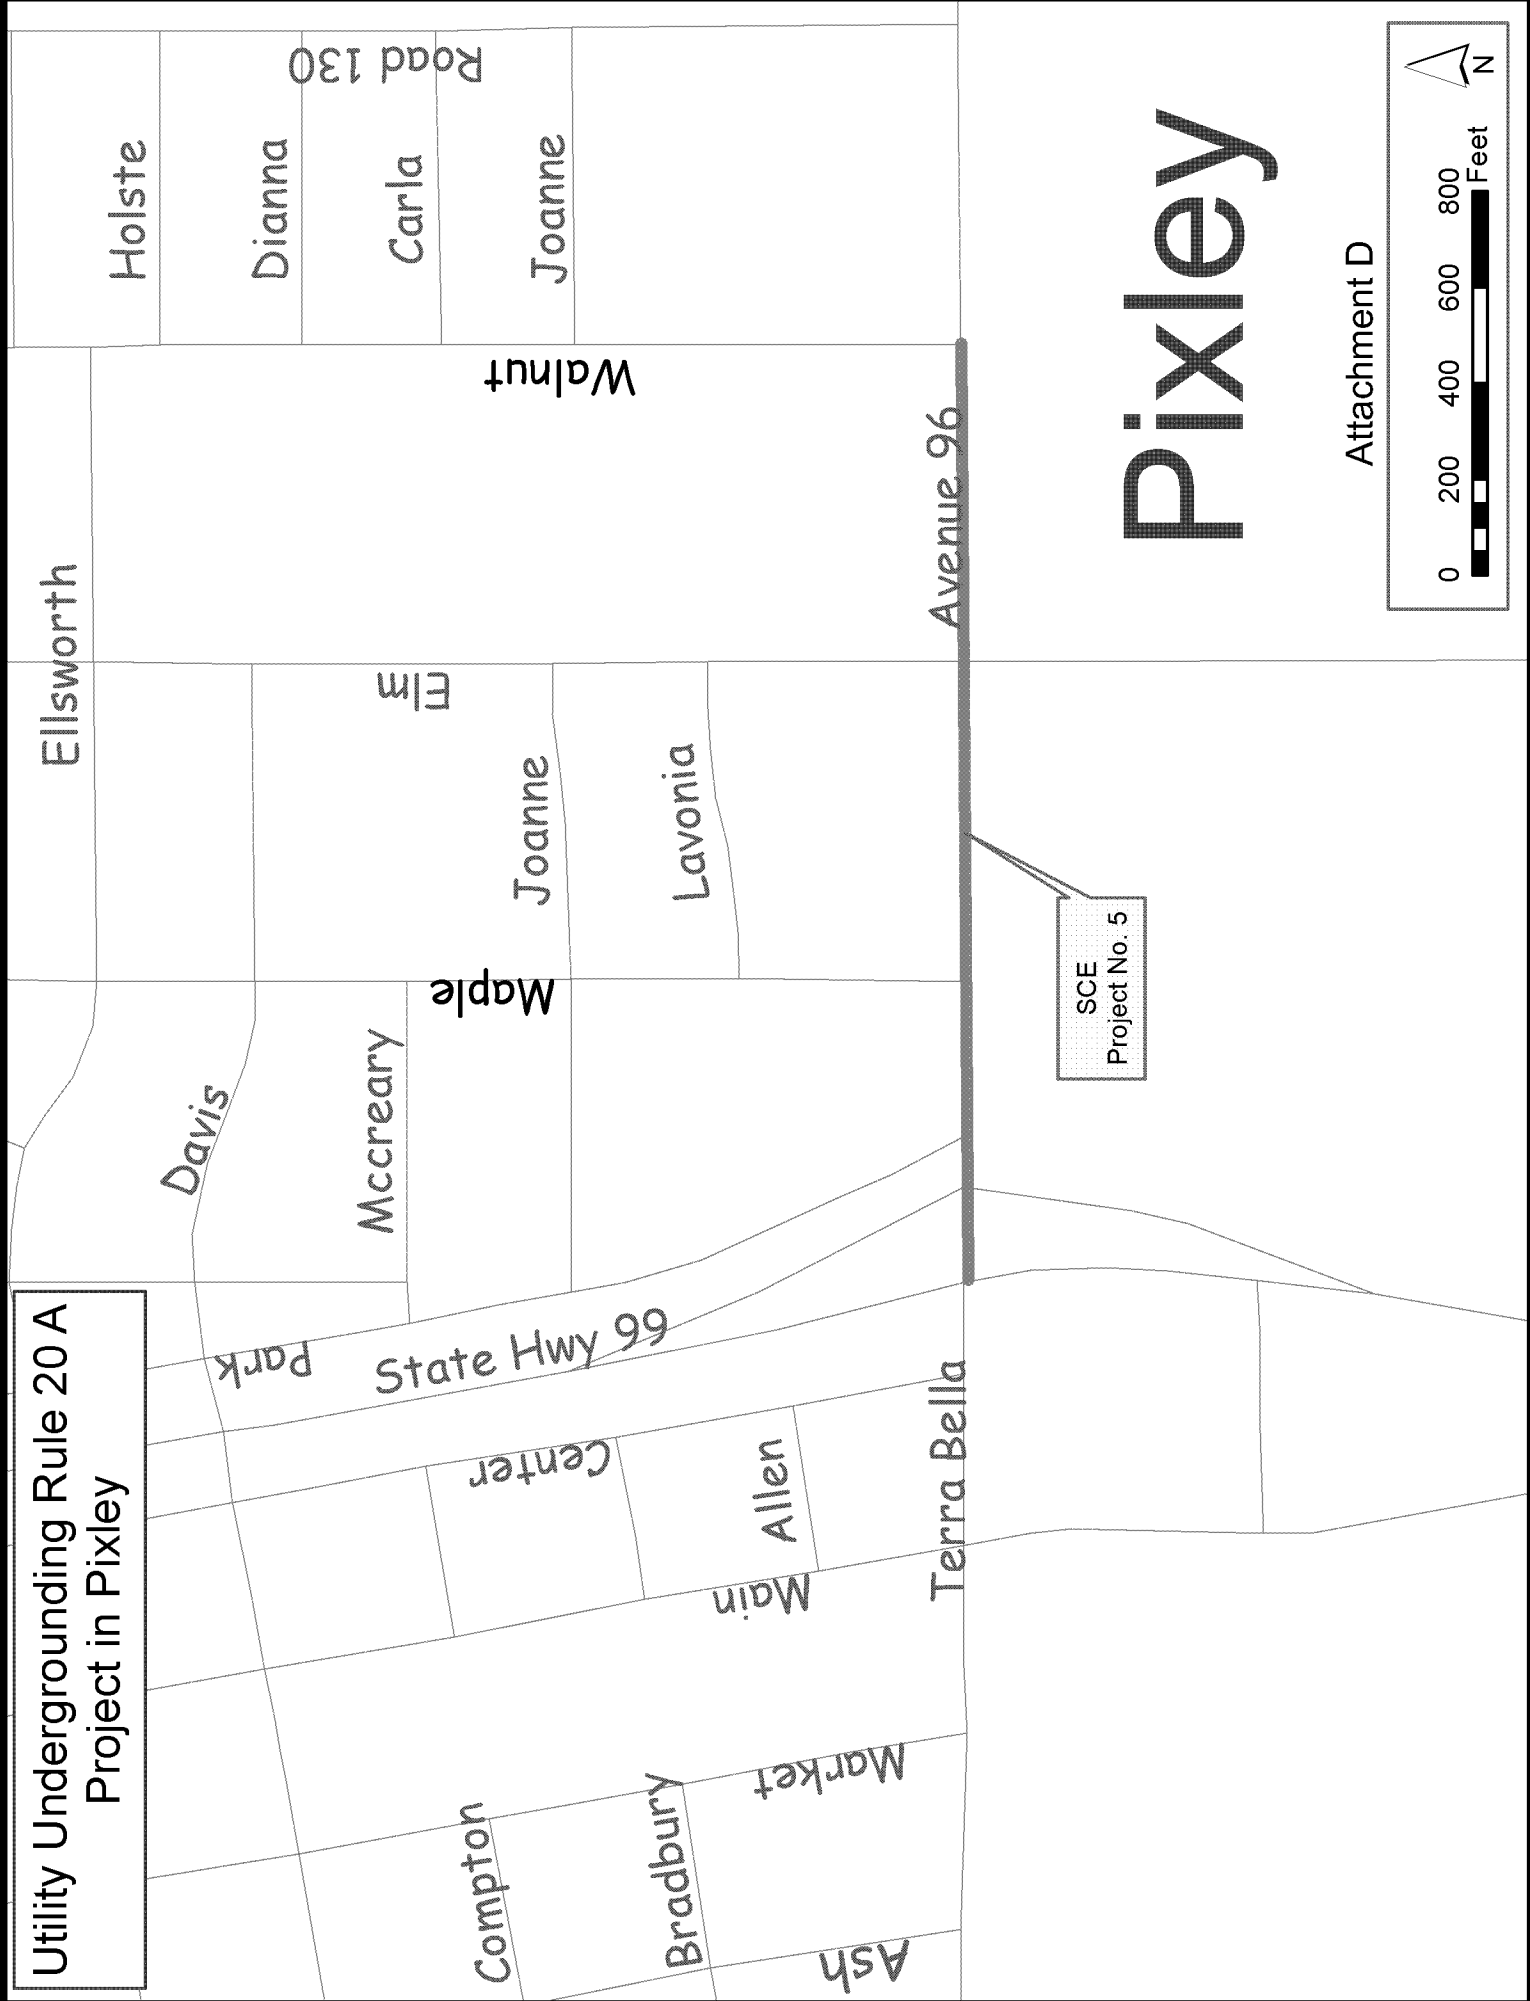 Utility Undergrounding Rule 20 A
Project in Pixley
Holste
Dianna
Carla
Joanne
Road 130
Walnut
Ellsworth
Elm
Joanne
Lavonia
Maple
Davis
Mccreary
Park
State Hwy 99
Center
Allen
Main
Terra Bella
Avenue 96
Market
Compton
Bradbury
Ash
SCE
Project No. 5
Pixley
Attachment D
0 200 400 600 800
Feet
N